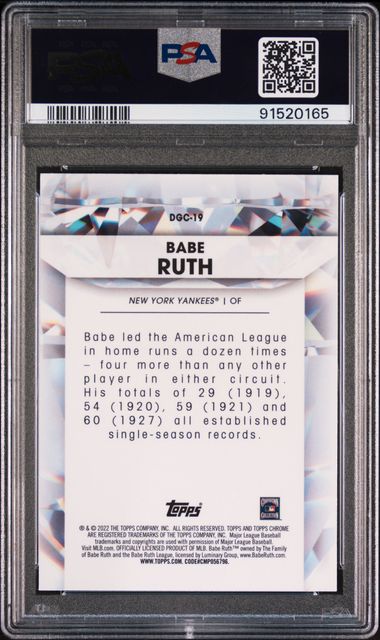 PSA
PSA
91520165
DGC-19
BABE
RUTH
NEW YORK YANKEES® | OF
Babe led the American League
in home runs a dozen times
– four more than any other
player in either circuit.
His totals of 29 (1919),
54 (1920), 59 (1921) and
60 (1927) all established
single-season records.
Topps
® & © 2022 THE TOPPS COMPANY, INC. ALL RIGHTS RESERVED. TOPPS AND TOPPS CHROME
ARE REGISTERED TRADEMARKS OF THE TOPPS COMPANY, INC. Major League Baseball
trademarks and copyrights are used with permission of Major League Baseball.
Visit MLB.com. OFFICIALLY LICENSED PRODUCT OF MLB. Babe Ruth™ owned by The Family
of Babe Ruth and the Babe Ruth League, licensed by Luminary Group, www.BabeRuth.com.
WWW.TOPPS.COM. CODE#CMP056796.